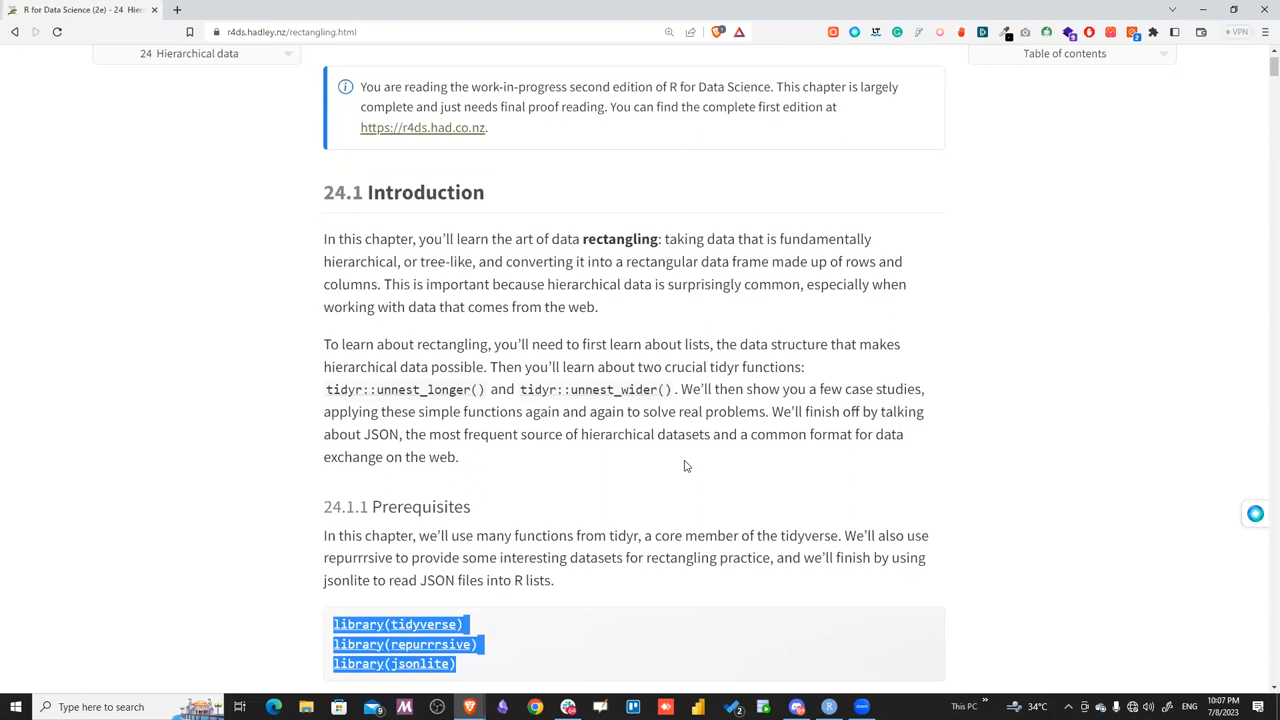 R for Data Science (2e) - 24 Hier
r4ds.hadley.nz/rectangling.html
VPN
24 Hierarchical data
Table of contents
You are reading the work-in-progress second edition of R for Data Science. This chapter is largely
complete and just needs final proof reading. You can find the complete first edition at
https://r4ds.had.co.nz.
24.1 Introduction
In this chapter, you’ll learn the art of data rectangling: taking data that is fundamentally
hierarchical, or tree-like, and converting it into a rectangular data frame made up of rows and
columns. This is important because hierarchical data is surprisingly common, especially when
working with data that comes from the web.
To learn about rectangling, you’ll need to first learn about lists, the data structure that makes
hierarchical data possible. Then you’ll learn about two crucial tidyr functions:
tidyr::unnest_longer() and tidyr::unnest_wider(). We’ll then show you a few case studies,
applying these simple functions again and again to solve real problems. We’ll finish off by talking
about JSON, the most frequent source of hierarchical datasets and a common format for data
exchange on the web.
24.1.1 Prerequisites
In this chapter, we’ll use many functions from tidyr, a core member of the tidyverse. We’ll also use
repurrrsive to provide some interesting datasets for rectangling practice, and we’ll finish by using
jsonlite to read JSON files into R lists.
library(tidyverse)
library(repurrrsive)
library(jsonlite)
Type here to search
This PC
34°C
10:07 PM
7/8/2023